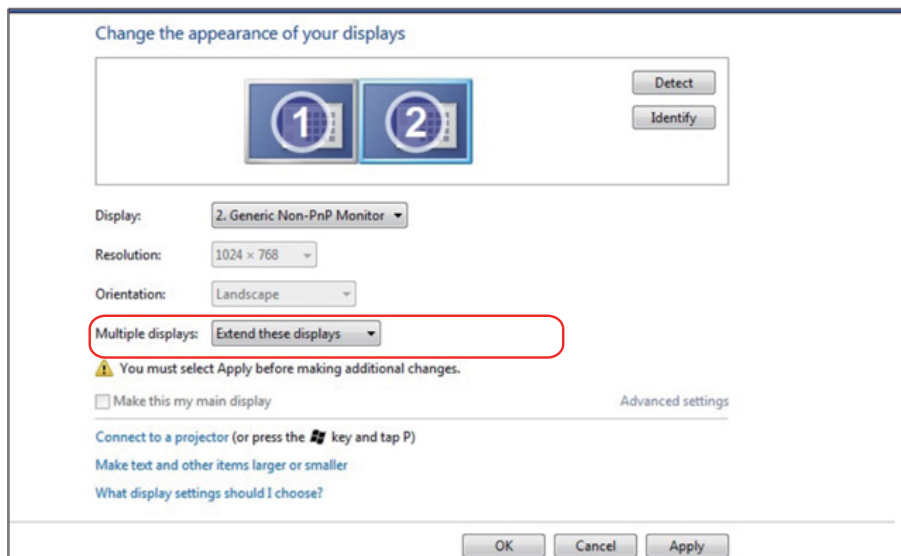 Change the appearance of your displays
1
2
Detect
Identify
Display: 2. Generic Non-PnP Monitor
Resolution: 1024 × 768
Orientation: Landscape
Multiple displays: Extend these displays
You must select Apply before making additional changes.
Make this my main display
Advanced settings
Connect to a projector (or press the key and tap P)
Make text and other items larger or smaller
What display settings should I choose?
OK Cancel Apply